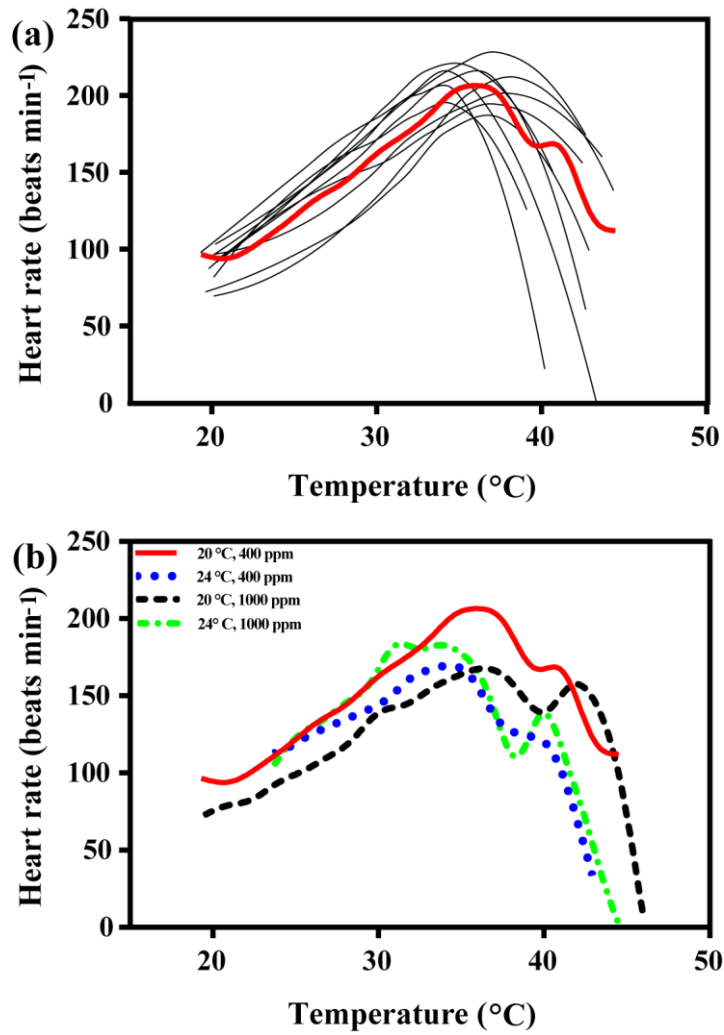 (a)
250
200
150
100
50
0
Heart rate (beats min⁻¹)
20 30 40 50
Temperature (°C)
(b)
250
200
150
100
50
0
Heart rate (beats min⁻¹)
20 °C, 400 ppm
24 °C, 400 ppm
20 °C, 1000 ppm
24° C, 1000 ppm
20 30 40 50
Temperature (°C)